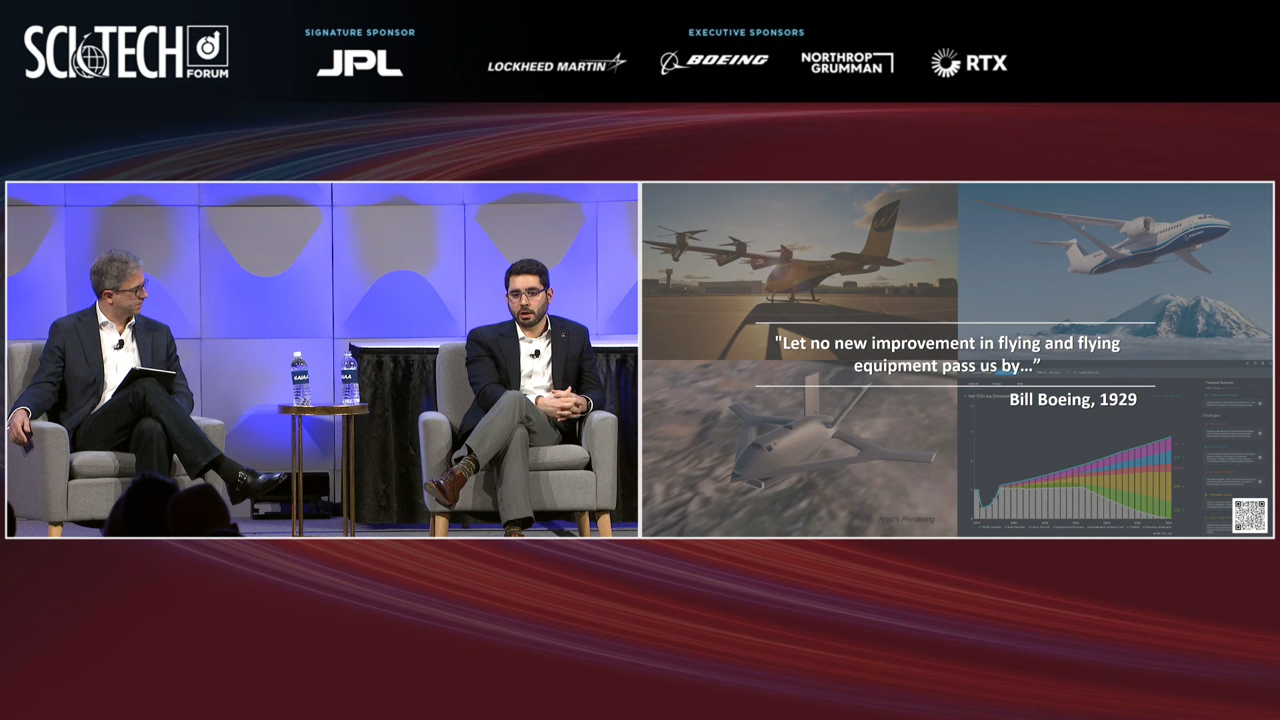 SCITECH
FORUM
SIGNATURE SPONSOR
JPL
EXECUTIVE SPONSORS
LOCKHEED MARTIN
BOEING
NORTHROP
GRUMMAN
RTX
AIAA
"Let no new improvement in flying and flying
equipment pass us by…”
Bill Boeing, 1929
Artist's Rendering